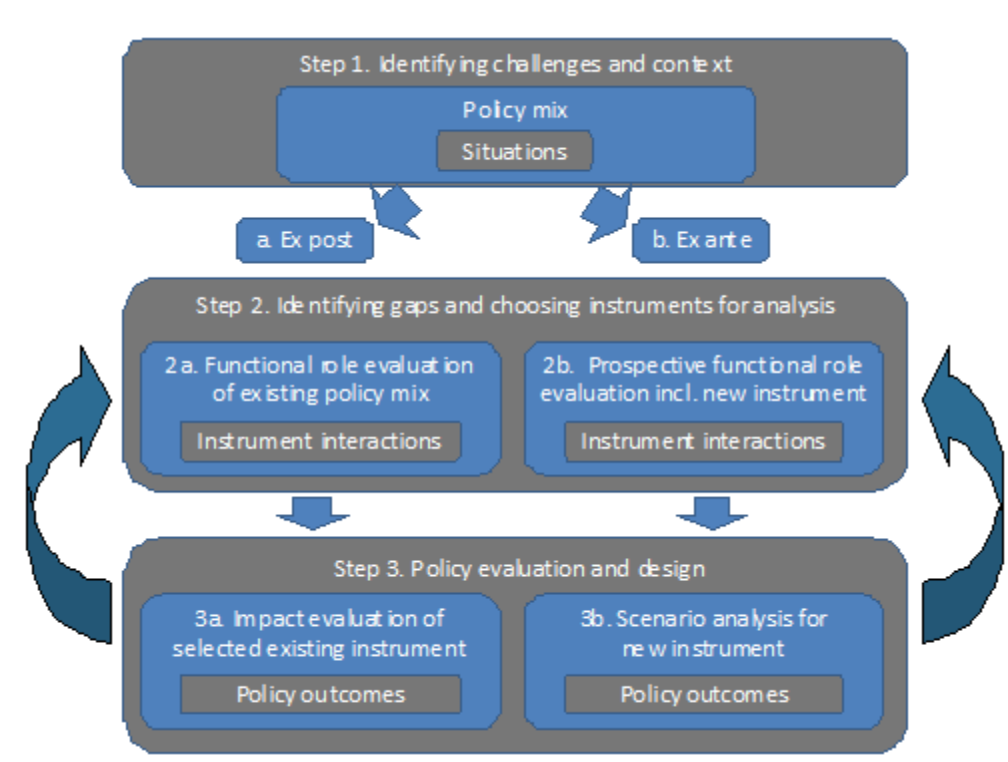 Step 1. Identifying challenges and context
Policy mix
Situations
a. Ex post
b. Ex ante
Step 2. Identifying gaps and choosing instruments for analysis
2a. Functional role evaluation
of existing policy mix
Instrument interactions
2b. Prospective functional role
evaluation incl. new instrument
Instrument interactions
Step 3. Policy evaluation and design
3a. Impact evaluation of
selected existing instrument
Policy outcomes
3b. Scenario analysis for
new instrument
Policy outcomes